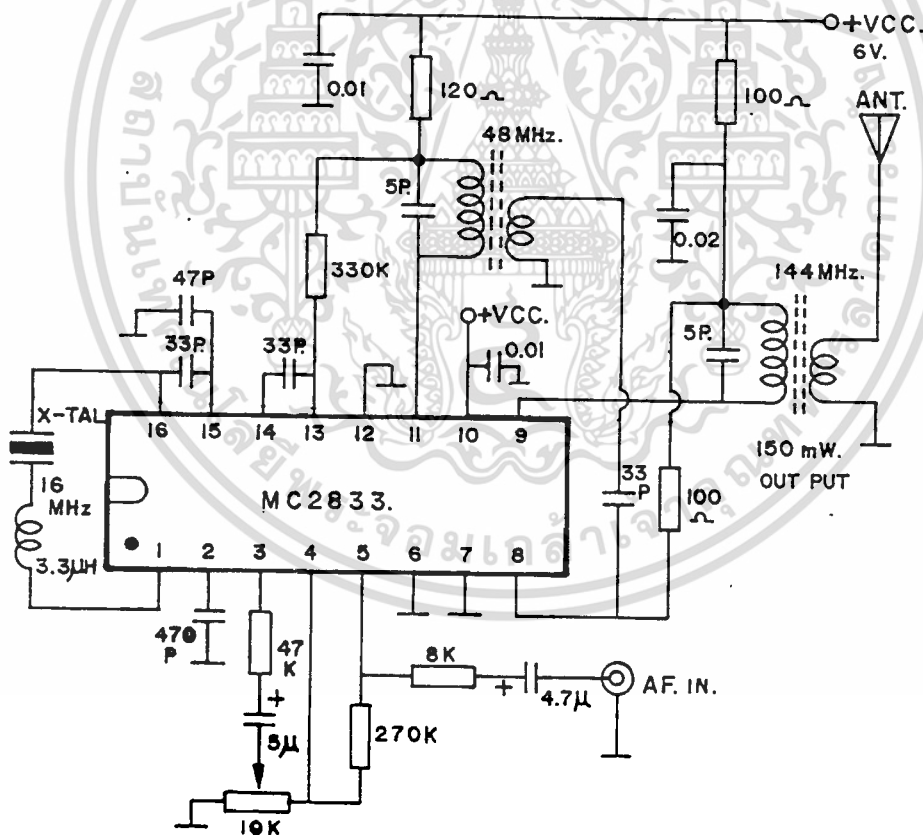 +VCC.
6V.
0.01
120Ω
100Ω
ANT.
48 MHz.
5P.
0.02
330K
47P
144MHz.
+VCC.
33P.
33P.
0.01
5P.
X-TAL
16 15 14 13 12 11 10 9
16
MHz
MC2833.
33
P
100
Ω
150 mW.
OUT PUT
3.3μH
1 2 3 4 5 6 7 8
470
P
47
K
8K
+
4.7μ
AF. IN.
+
5μ
270K
10K